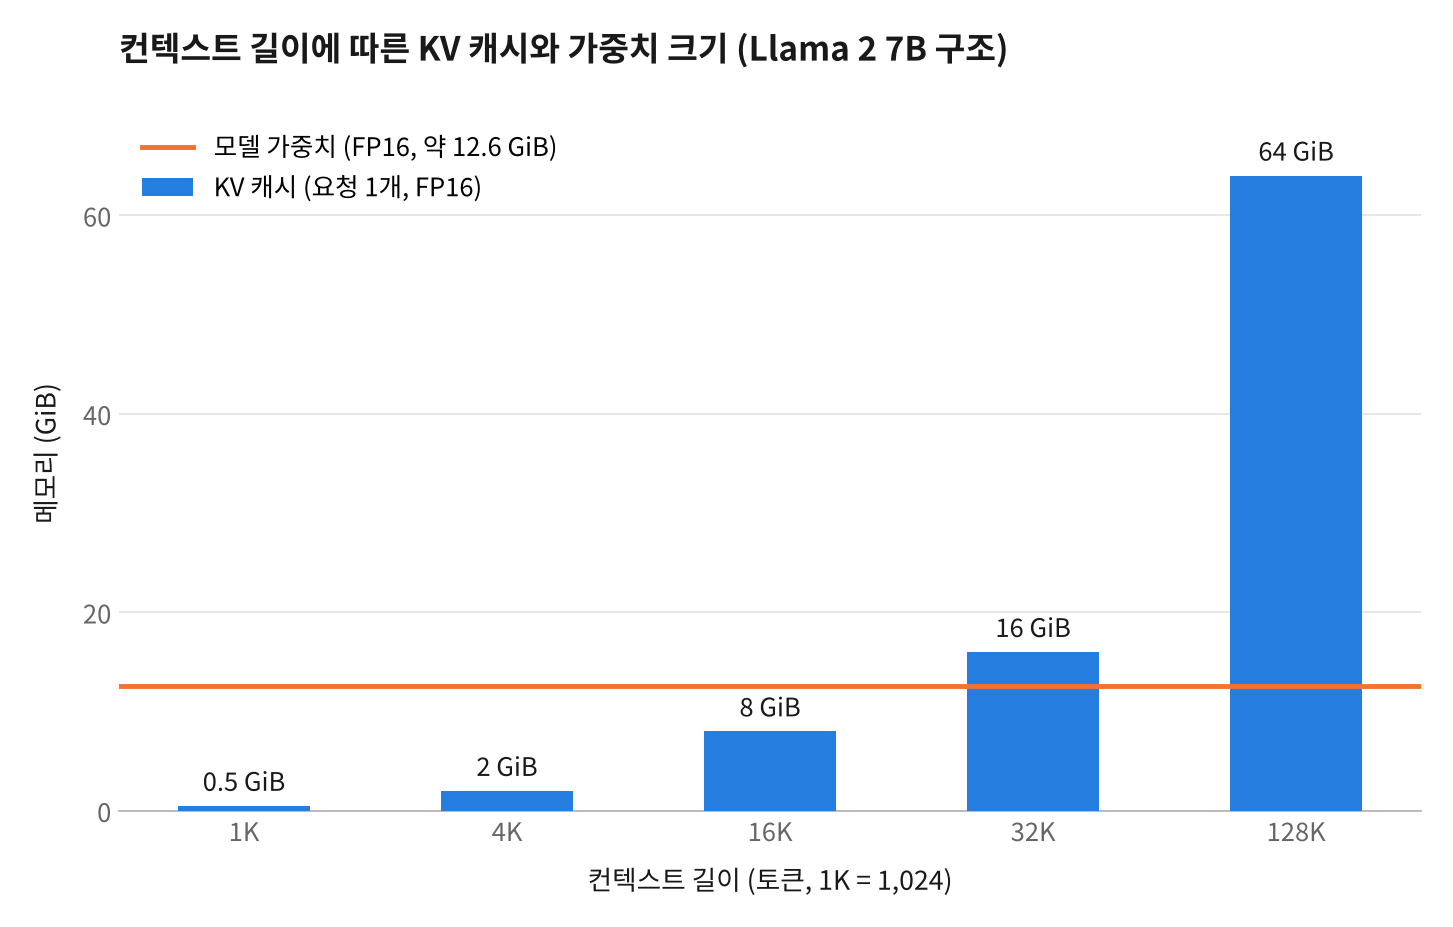 컨텍스트 길이에 따른 KV 캐시와 가중치 크기 (Llama 2 7B 구조)
모델 가중치 (FP16, 약 12.6 GiB)
KV 캐시 (요청 1개, FP16)
메모리 (GiB)
60
40
20
0
0.5 GiB
2 GiB
8 GiB
16 GiB
64 GiB
1K
4K
16K
32K
128K
컨텍스트 길이 (토큰, 1K = 1,024)